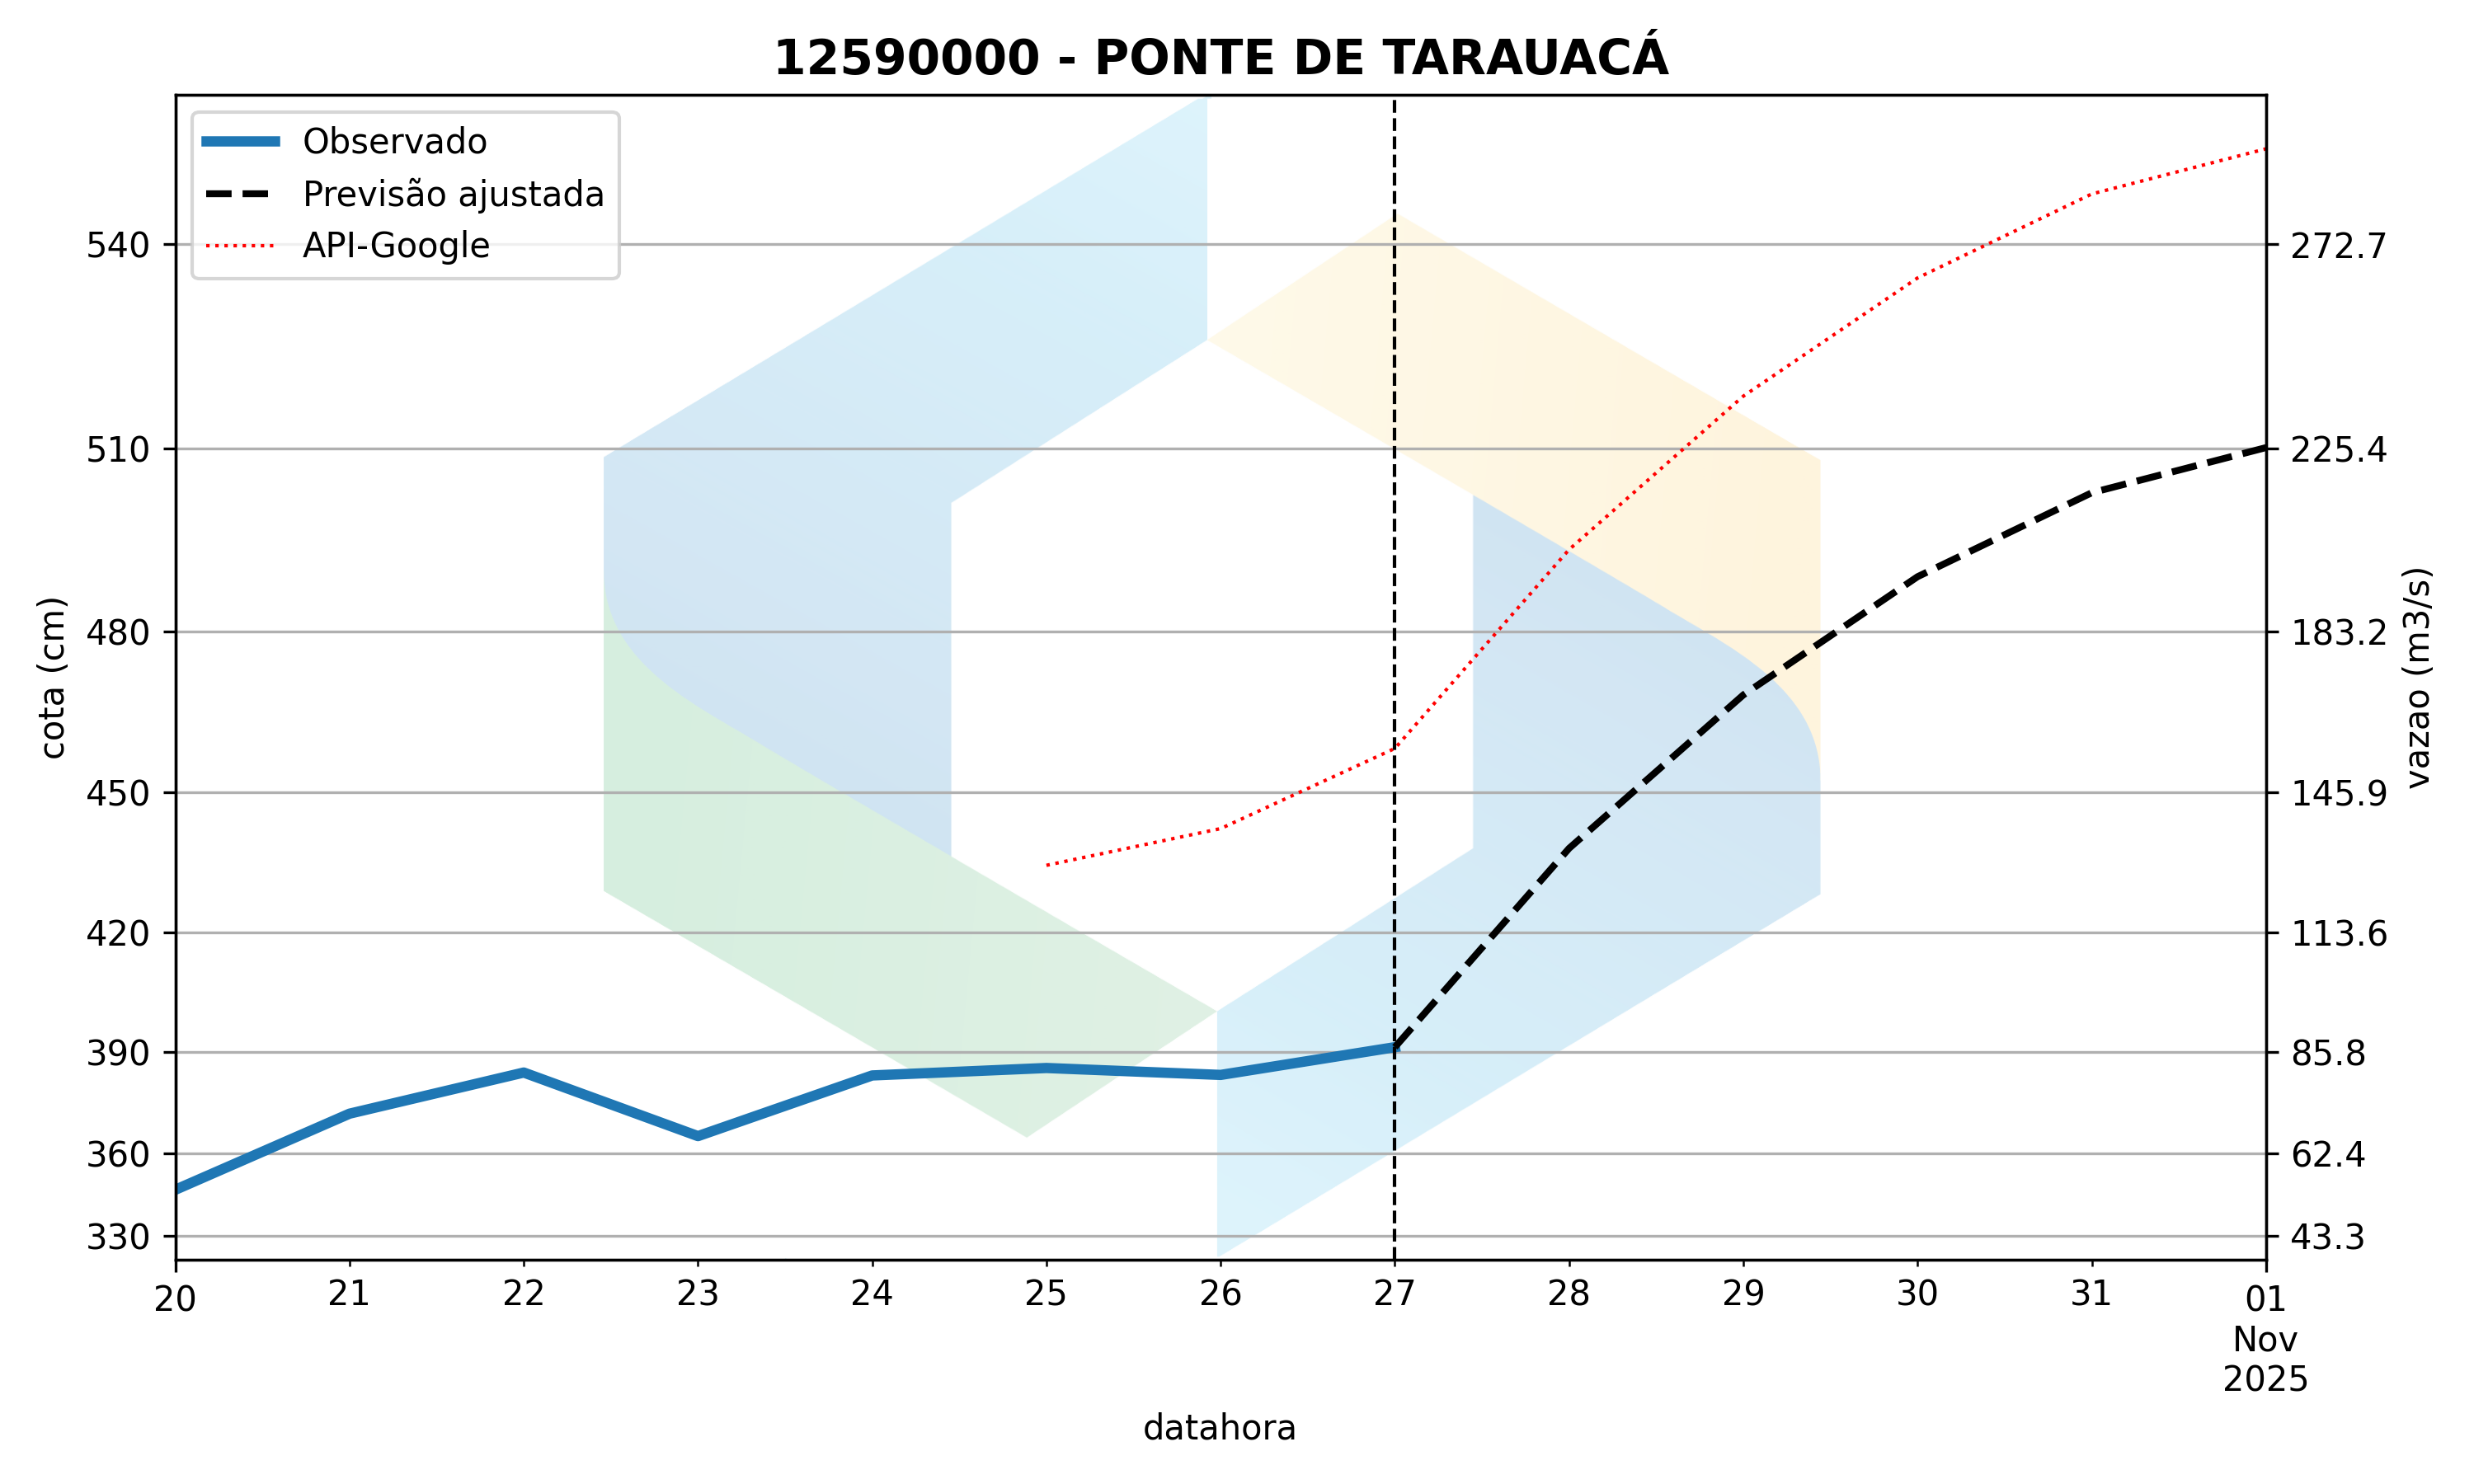 12590000 - PONTE DE TARAUACÁ
Observado
Previsão ajustada
API-Google
540
510
480
450
420
390
360
330
cota (cm)
272.7
225.4
183.2
145.9
113.6
85.8
62.4
43.3
vazao (m3/s)
20 21 22 23 24 25 26 27 28 29 30 31 01
Nov
2025
datahora